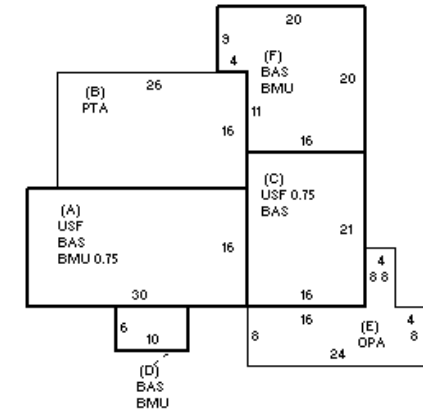 20
9
(F)
4
BAS
20
BMU
26
(B)
PTA
11
16
16
(C)
USF 0.75
BAS
(A)
USF
BAS
BMU 0.75
16
21
4
8 8
30
16
16
4
(E)
8
OPA
6
10
8
24
(D)
BAS
BMU